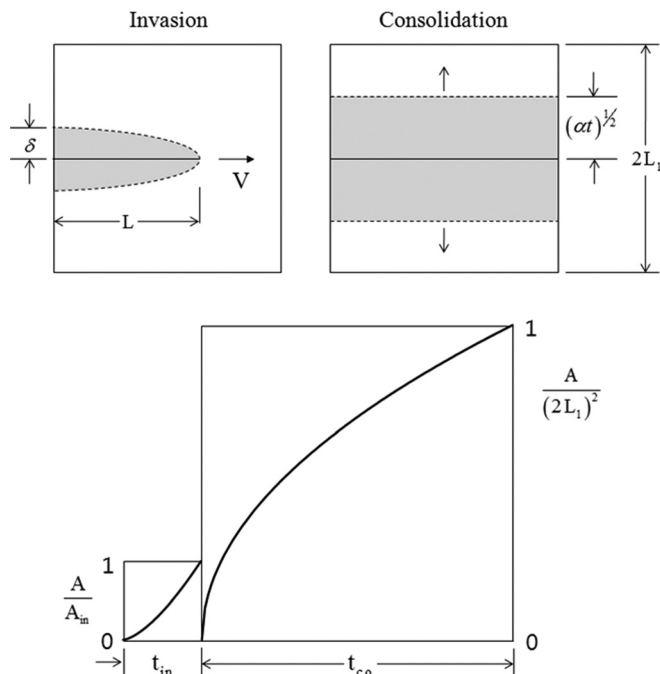 Invasion
Consolidation
δ
V
L
(αt)^{1/2}
2L₁
1
A/(2L₁)²
1
A/A_in
0
0
t_in
t_co